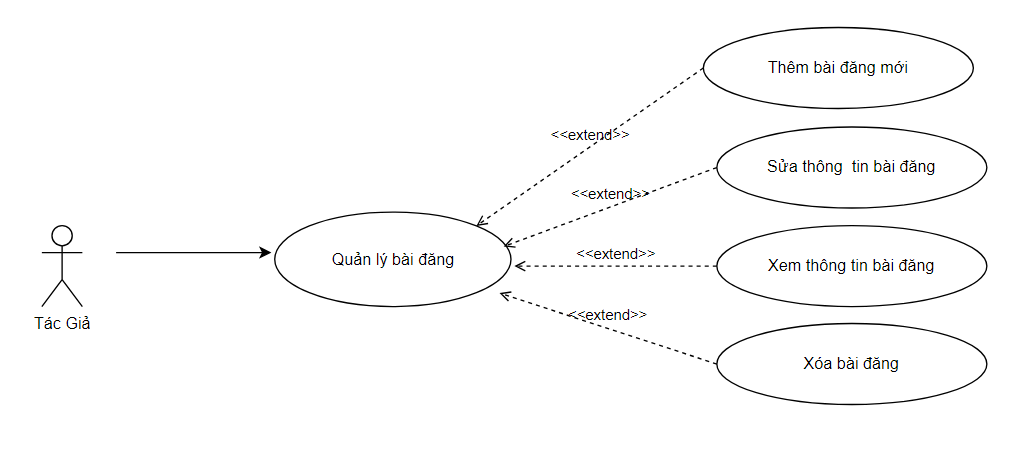 Thêm bài đăng mới
<<extend>>
Sửa thông tin bài đăng
<<extend>>
Quản lý bài đăng
<<extend>>
Xem thông tin bài đăng
<<extend>>
Tác Giả
Xóa bài đăng